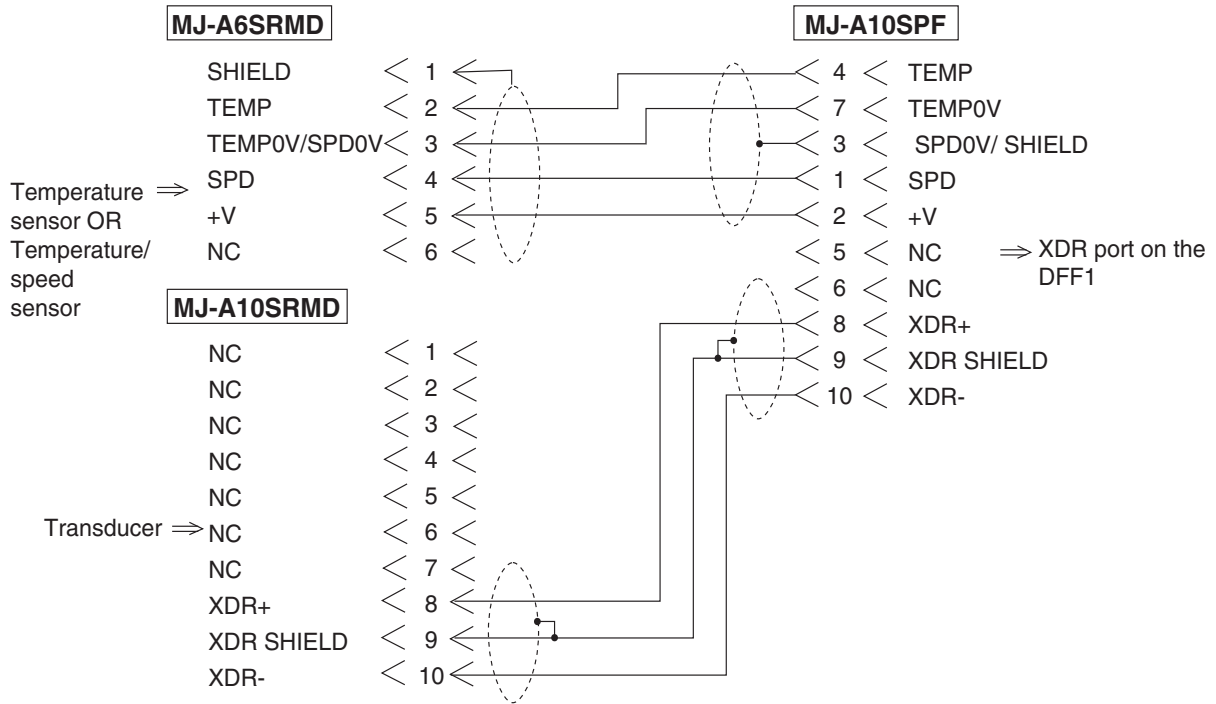 MJ-A6SRMD
SHIELD 1
TEMP 2
TEMP0V/SPD0V 3
SPD 4
+V 5
NC 6
Temperature
sensor OR
Temperature/
speed
sensor
MJ-A10SRMD
NC 1
NC 2
NC 3
NC 4
NC 5
NC 6
NC 7
XDR+ 8
XDR SHIELD 9
XDR- 10
Transducer
MJ-A10SPF
4 TEMP
7 TEMP0V
3 SPD0V/ SHIELD
1 SPD
2 +V
5 NC
6 NC
8 XDR+
9 XDR SHIELD
10 XDR-
XDR port on the
DFF1